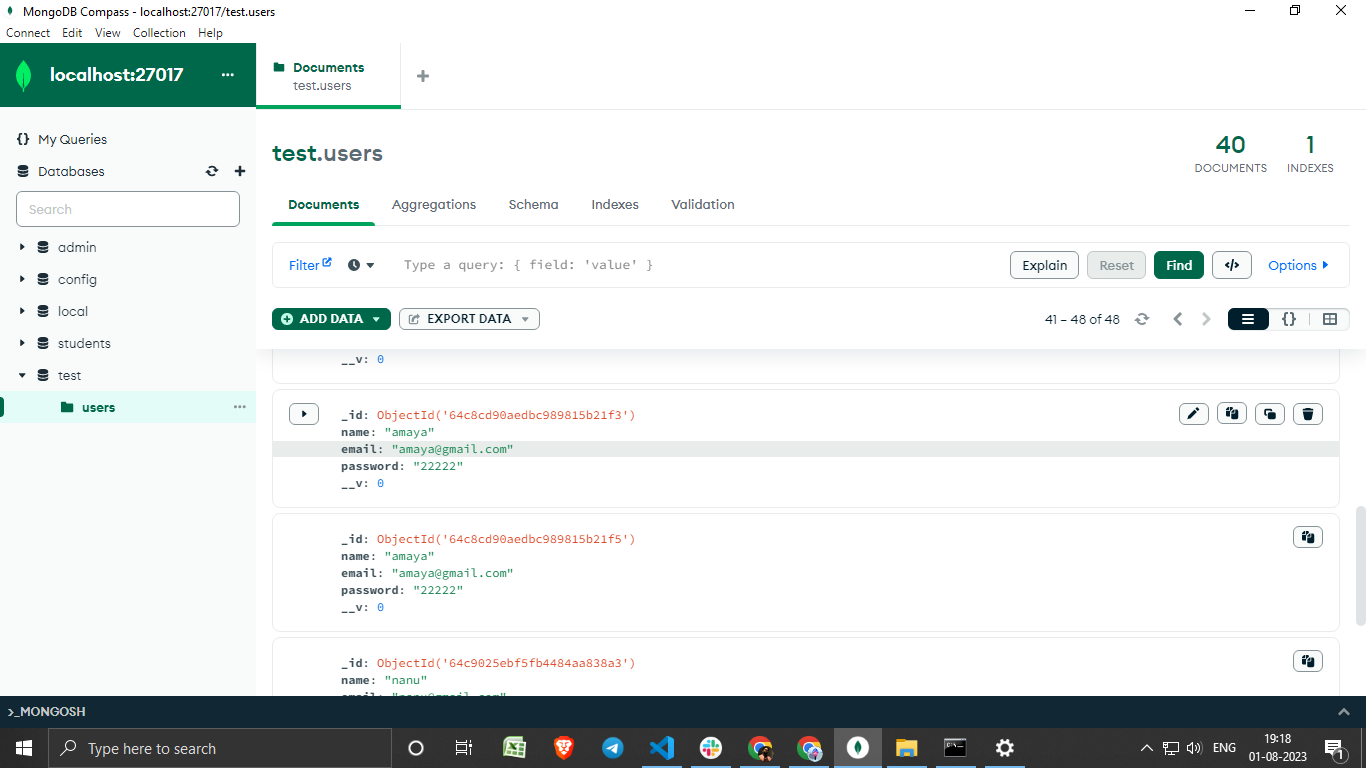 MongoDB Compass - localhost:27017/test.users
Connect Edit View Collection Help
localhost:27017 ...
Documents
test.users
{} My Queries
Databases
Search
admin
config
local
students
test
users
test.users
40
DOCUMENTS
1
INDEXES
Documents Aggregations Schema Indexes Validation
Filter Type a query: { field: 'value' } Explain Reset Find </> Options
ADD DATA EXPORT DATA 41 – 48 of 48 {}
__v: 0
_id: ObjectId('64c8cd90aedbc989815b21f3')
name: "amaya"
email: "amaya@gmail.com"
password: "22222"
__v: 0
_id: ObjectId('64c8cd90aedbc989815b21f5')
name: "amaya"
email: "amaya@gmail.com"
password: "22222"
__v: 0
_id: ObjectId('64c9025ebf5fb4484aa838a3')
name: "nanu"
>_MONGOSH
Type here to search
ENG
19:18
01-08-2023
1